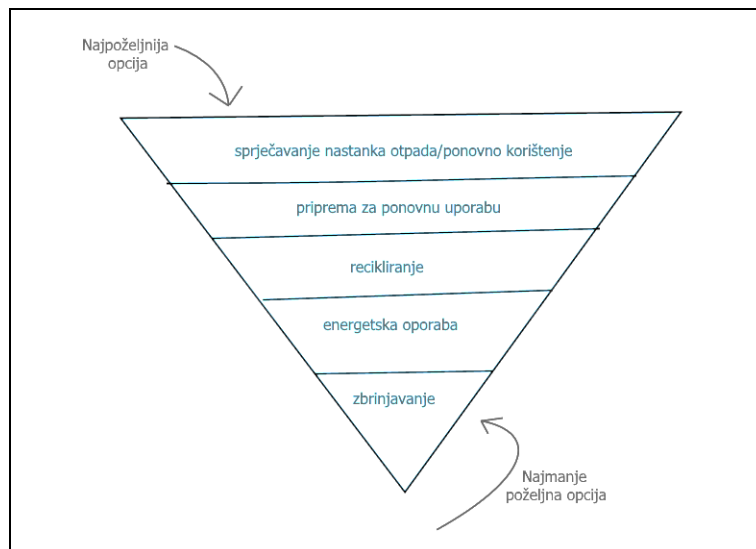 Najpoželjnija
opcija
sprječavanje nastanka otpada/ponovno korištenje
priprema za ponovnu uporabu
recikliranje
energetska oporaba
zbrinjavanje
Najmanje
poželjna opcija